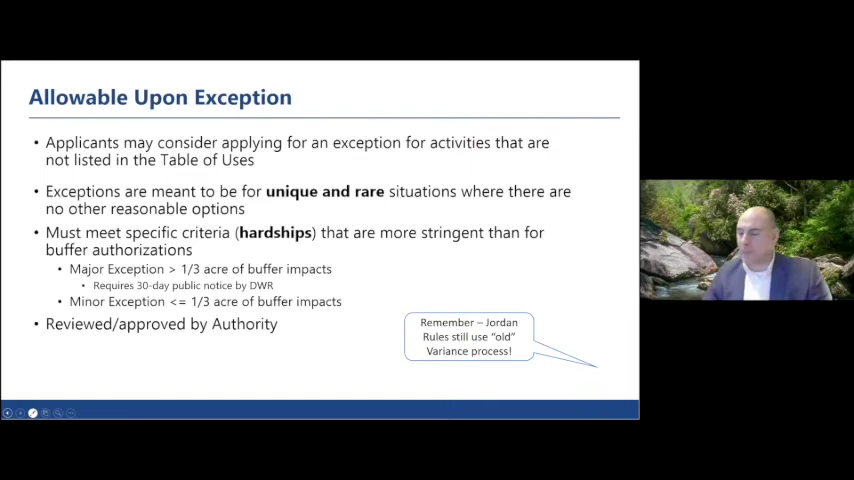 Allowable Upon Exception
• Applicants may consider applying for an exception for activities that are
not listed in the Table of Uses
• Exceptions are meant to be for unique and rare situations where there are
no other reasonable options
• Must meet specific criteria (hardships) that are more stringent than for
buffer authorizations
• Major Exception > 1/3 acre of buffer impacts
• Requires 30-day public notice by DWR
• Minor Exception <= 1/3 acre of buffer impacts
• Reviewed/approved by Authority
Remember – Jordan
Rules still use “old”
Variance process!